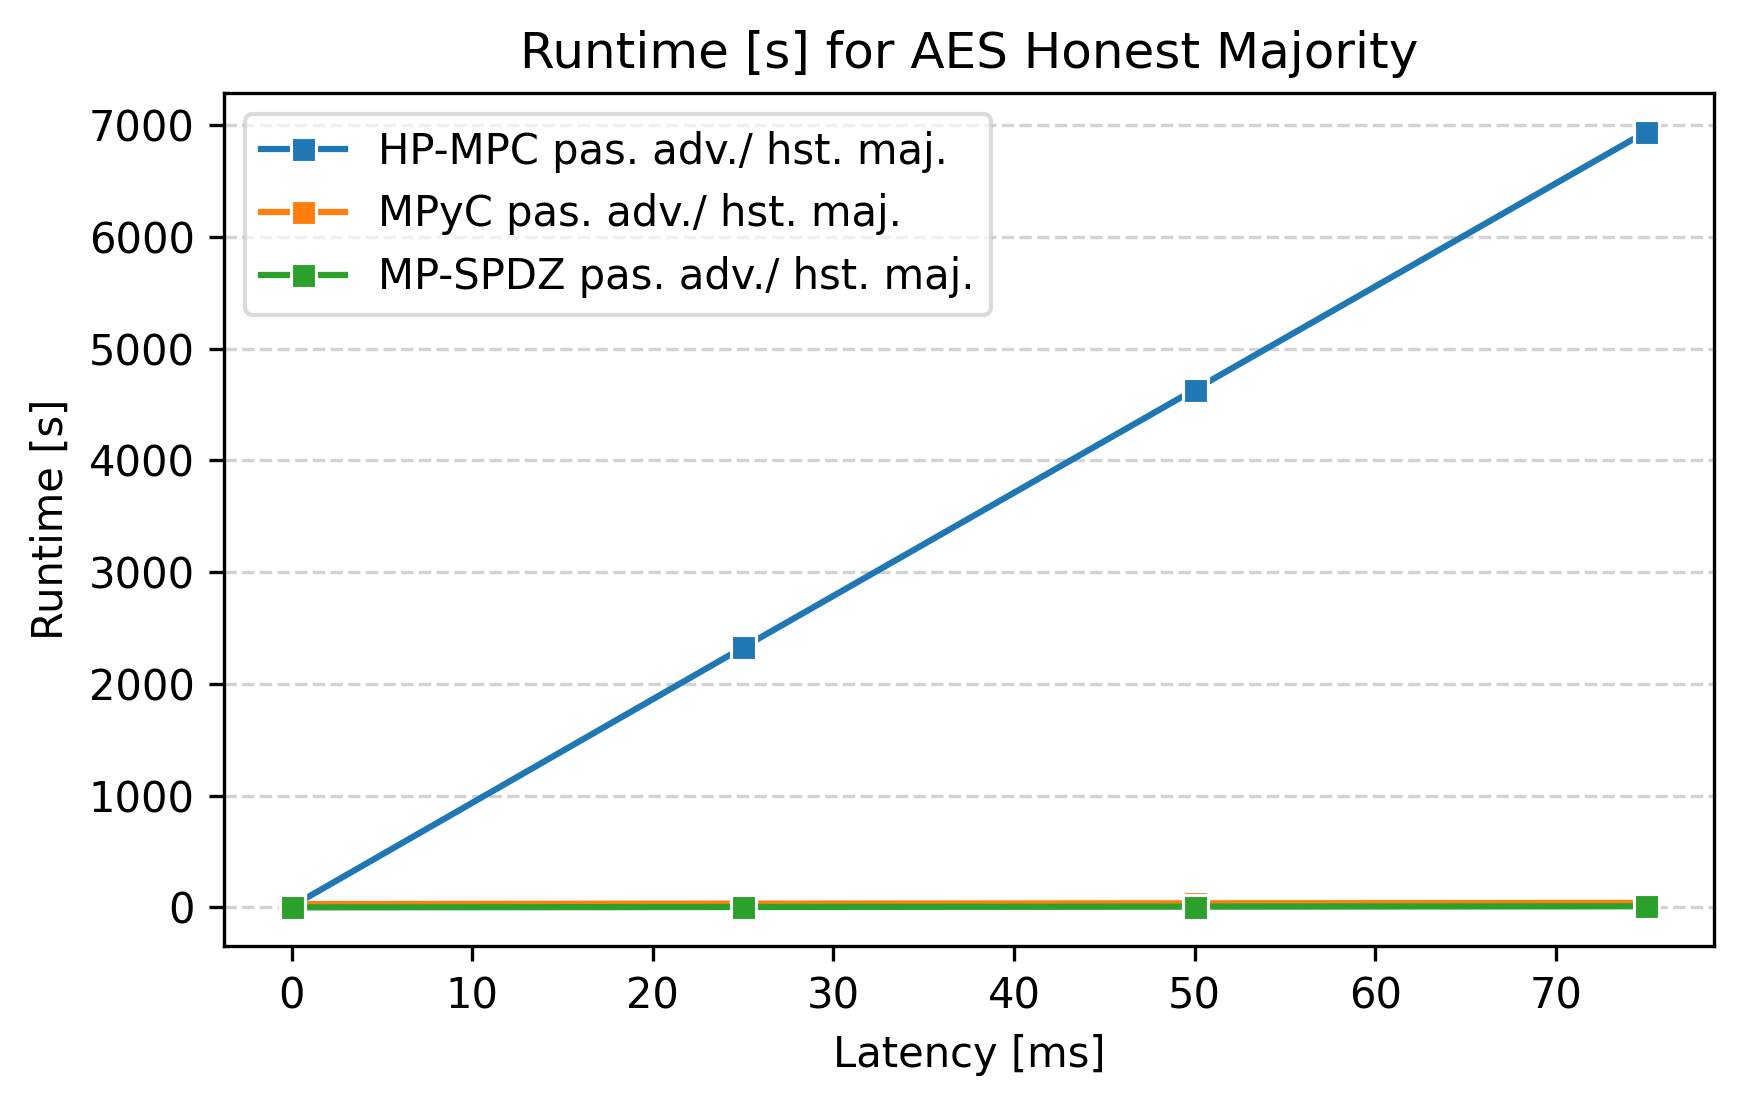 Runtime [s] for AES Honest Majority
7000
6000
5000
4000
3000
2000
1000
0
Runtime [s]
HP-MPC pas. adv./ hst. maj.
MPyC pas. adv./ hst. maj.
MP-SPDZ pas. adv./ hst. maj.
0 10 20 30 40 50 60 70
Latency [ms]